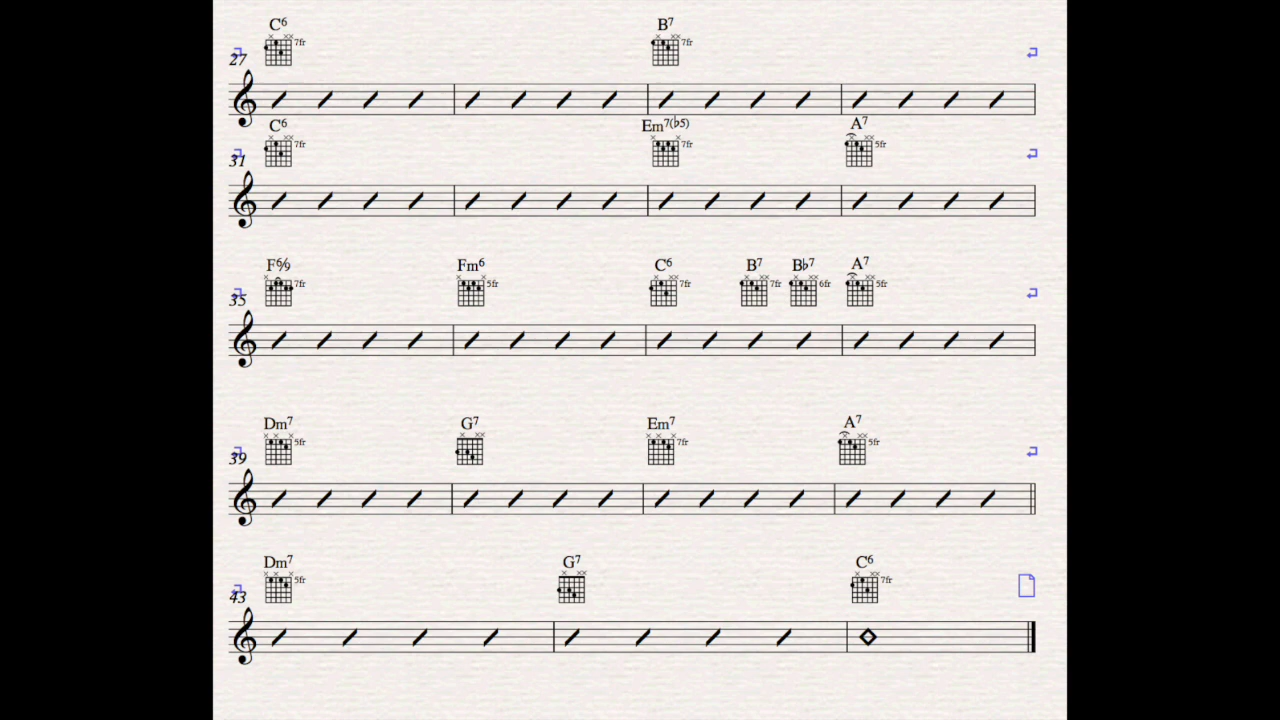 C6 B7
7fr 7fr
27
C6 Em7(♭5) A7
7fr 7fr 5fr
31
F6/9 Fm6 C6 B7 B♭7 A7
7fr 5fr 7fr 7fr 6fr 5fr
35
Dm7 G7 Em7 A7
5fr 7fr 5fr
39
Dm7 G7 C6
5fr 7fr
43